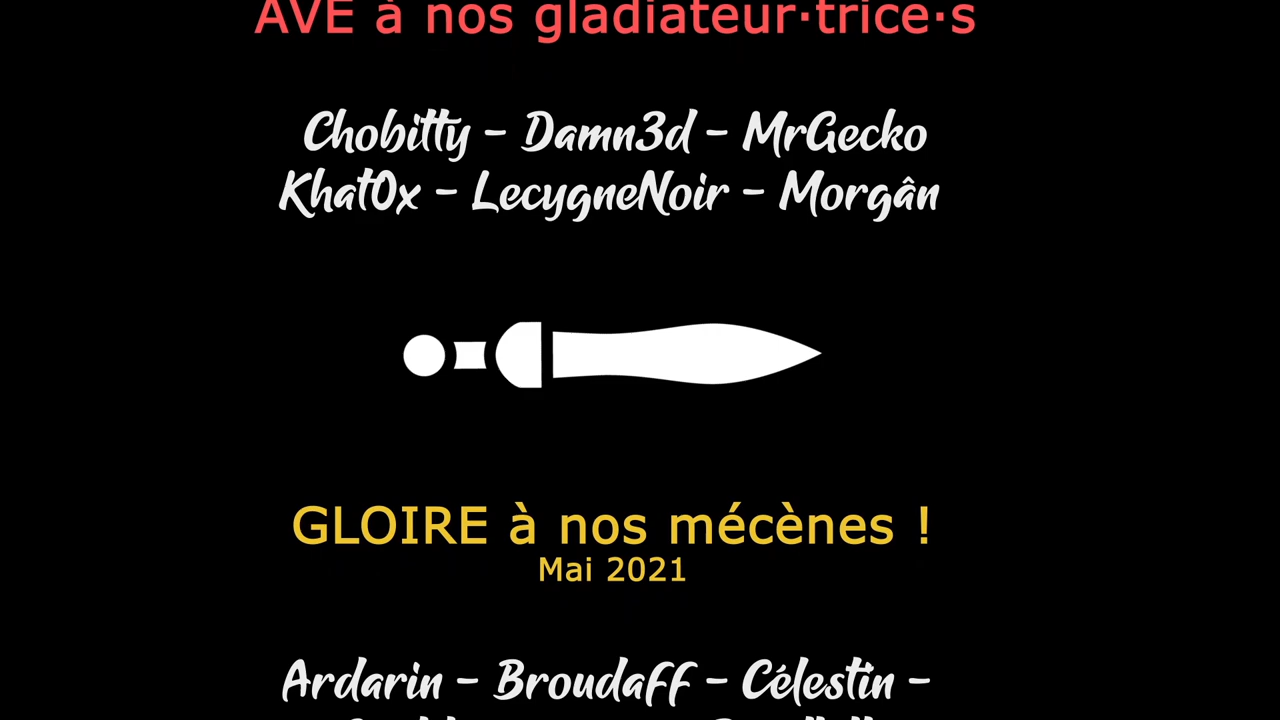 AVE à nos gladiateur·trice·s
Chobitty - Damn3d - MrGecko
Khat0x - LecygneNoir - Morgân
GLOIRE à nos mécènes !
Mai 2021
Ardarin - Broudaff - Célestin -